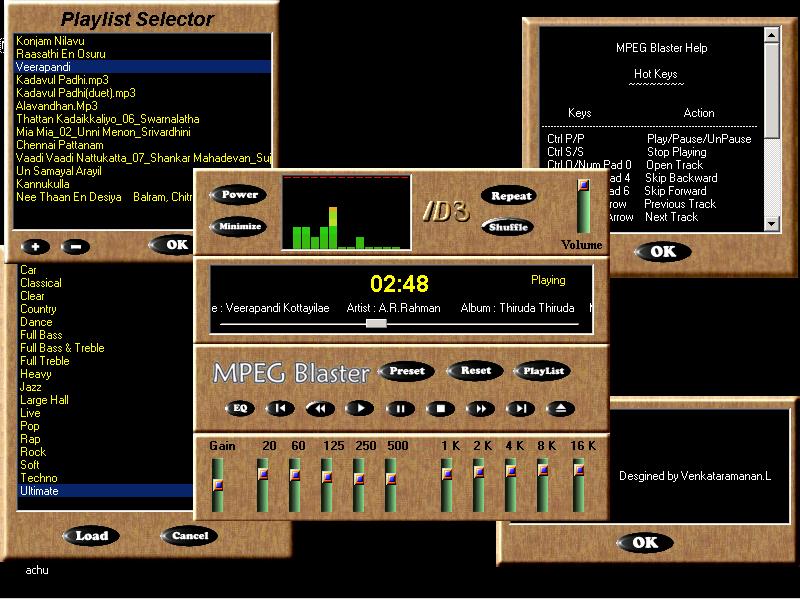 Playlist Selector
Konjam Nilavu
Raasathi En Osuru
Veerapandi
Kadavul Padhi.mp3
Kadavul Padhi(duet).mp3
Alavandhan.Mp3
Thattan Kadaikkaliyo_06_Swarnalatha
Mia Mia_02_Unni Menon_Srivardhini
Chennai Pattanam
Vaadi Vaadi Nattukatta_07_Shankar Mahadevan_Suj
Un Samayal Arayil
Kannukulla
Nee Thaan En Desiya Balram, Chitr
+ - OK
MPEG Blaster Help
Hot Keys
~~~~~~~~
Keys Action
Ctrl P/P Play/Pause/UnPause
Ctrl S/S Stop Playing
Ctrl O/Num Pad 0 Open Track
ad 4 Skip Backward
ad 6 Skip Forward
row Previous Track
Arrow Next Track
OK
Power
Minimize
ID3
Repeat
Shuffle
Volume
02:48
Playing
e : Veerapandi Kottayilae Artist : A.R.Rahman Album : Thiruda Thiruda
MPEG Blaster
Preset Reset PlayList
EQ
Gain 20 60 125 250 500 1 K 2 K 4 K 8 K 16 K
Car
Classical
Clear
Country
Dance
Full Bass
Full Bass & Treble
Full Treble
Heavy
Jazz
Large Hall
Live
Pop
Rap
Rock
Soft
Techno
Ultimate
Load Cancel
achu
Desgined by Venkataramanan.L
OK